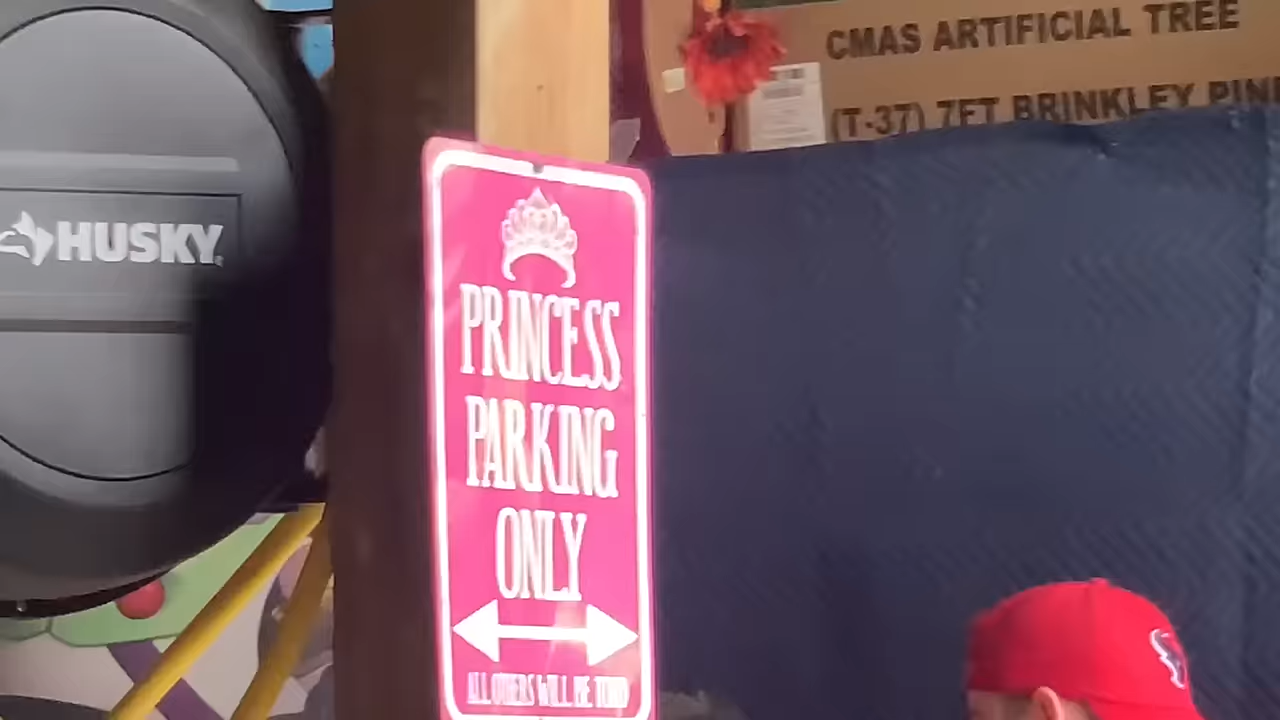 CMAS ARTIFICIAL TREE
(T-37) 7FT BRINKLEY PINE
HUSKY
PRINCESS
PARKING
ONLY
ALL OTHERS WILL BE TOWED